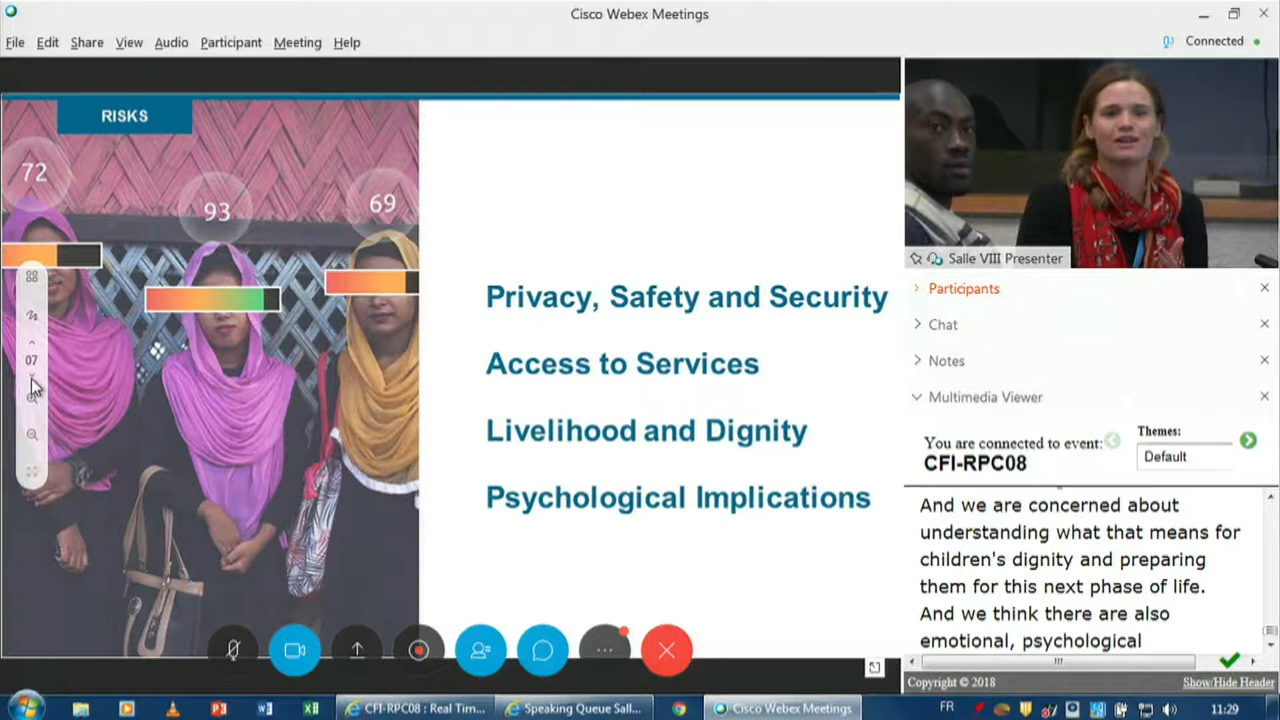 Cisco Webex Meetings
File Edit Share View Audio Participant Meeting Help
Connected
RISKS
72
93
69
07
Privacy, Safety and Security
Access to Services
Livelihood and Dignity
Psychological Implications
Salle VIII Presenter
Participants
Chat
Notes
Multimedia Viewer
You are connected to event:
CFI-RPC08
Themes:
Default
And we are concerned about
understanding what that means for
children's dignity and preparing
them for this next phase of life.
And we think there are also
emotional, psychological
Copyright © 2018
Show/Hide Header
CFI-RPC08 : Real Tim...
Speaking Queue Sall...
Cisco Webex Meetings
FR
11:29